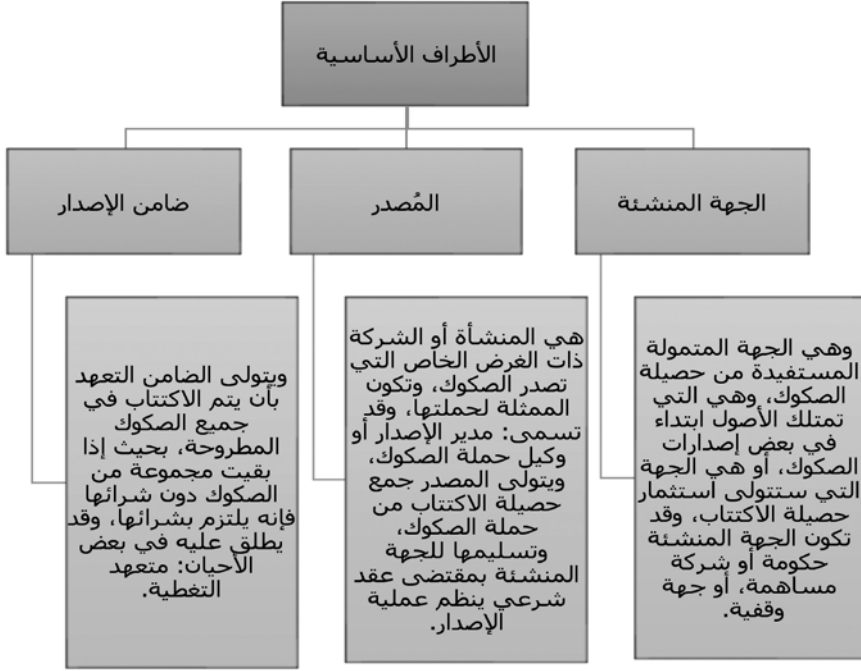 الأطراف الأساسية
الجهة المنشئة
المُصدر
ضامن الإصدار
وهي الجهة المتمولة
المستفيدة من حصيلة
الصكوك، وهي التي
تمتلك الأصول ابتداء
في بعض إصدارات
الصكوك، أو هي الجهة
التي ستتولى استثمار
حصيلة الاكتتاب، وقد
تكون الجهة المنشئة
حكومة أو شركة
مساهمة، أو جهة
وقفية.
هي المنشأة أو الشركة
ذات الغرض الخاص التي
تصدر الصكوك، وتكون
الممثلة لحملتها، وقد
تسمى: مدير الإصدار أو
وكيل حملة الصكوك،
ويتولى المصدر جمع
حصيلة الاكتتاب من
حملة الصكوك،
وتسليمها للجهة
المنشئة بمقتضى عقد
شرعي ينظم عملية
الإصدار.
ويتولى الضامن التعهد
بأن يتم الاكتتاب في
جميع الصكوك
المطروحة، بحيث إذا
بقيت مجموعة من
الصكوك دون شرائها
فإنه يلتزم بشرائها، وقد
يطلق عليه في بعض
الأحيان: متعهد
التغطية.